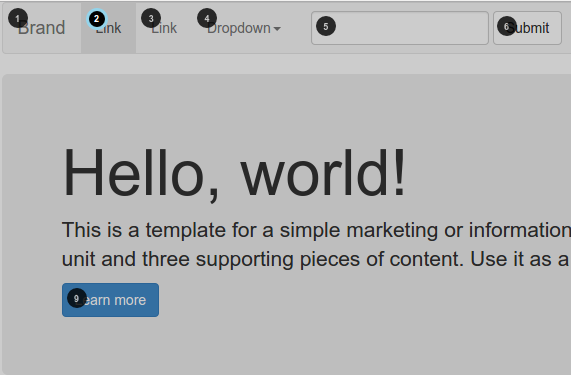 1 Brand 2 Link 3 Link 4 Dropdown 5 6 Submit
Hello, world!
This is a template for a simple marketing or information
unit and three supporting pieces of content. Use it as a
9 Learn more